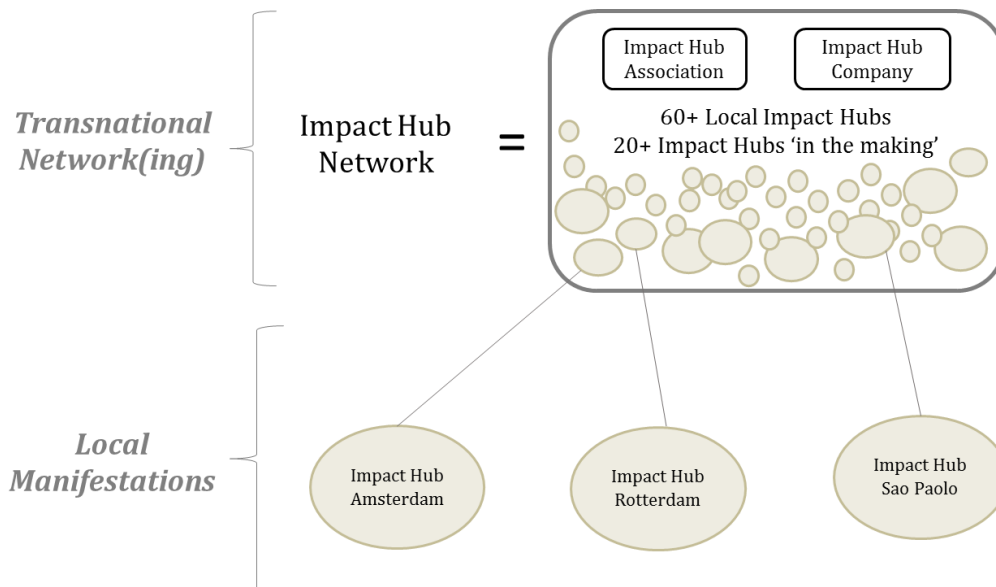 Transnational
Network(ing)
Impact Hub
Network
=
Impact Hub
Association
Impact Hub
Company
60+ Local Impact Hubs
20+ Impact Hubs ‘in the making’
Local
Manifestations
Impact Hub
Amsterdam
Impact Hub
Rotterdam
Impact Hub
Sao Paolo